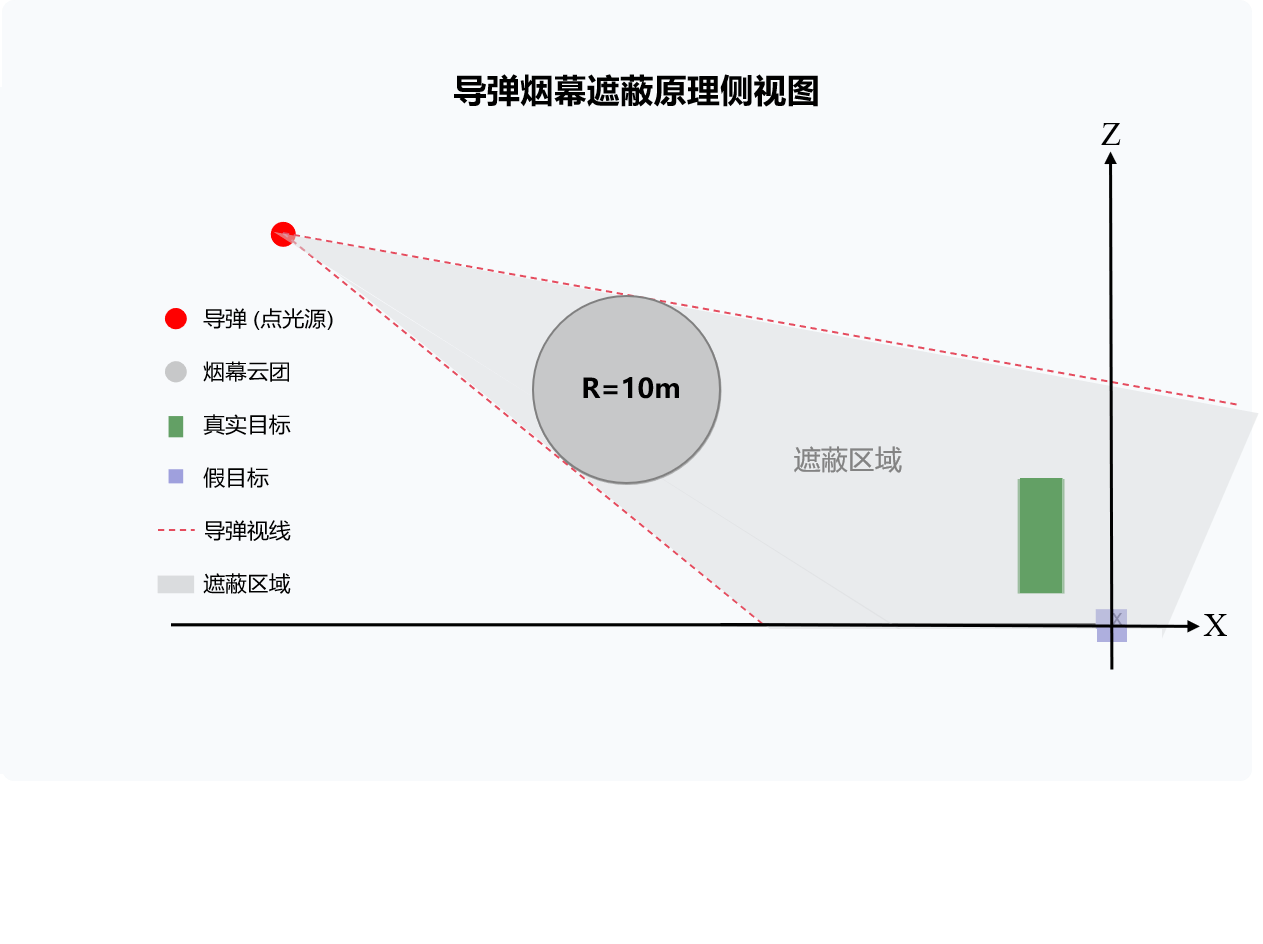 导弹烟幕遮蔽原理侧视图
Z
导弹 (点光源)
烟幕云团
R=10m
真实目标
遮蔽区域
假目标
导弹视线
遮蔽区域
x
X